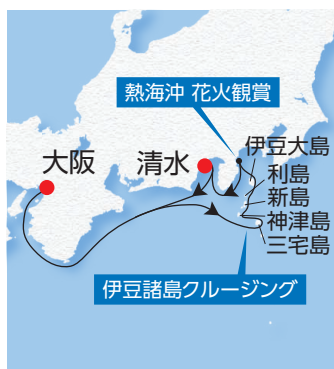 熱海沖 花火観賞
大阪
清水
伊豆大島
利島
新島
神津島
三宅島
伊豆諸島クルージング